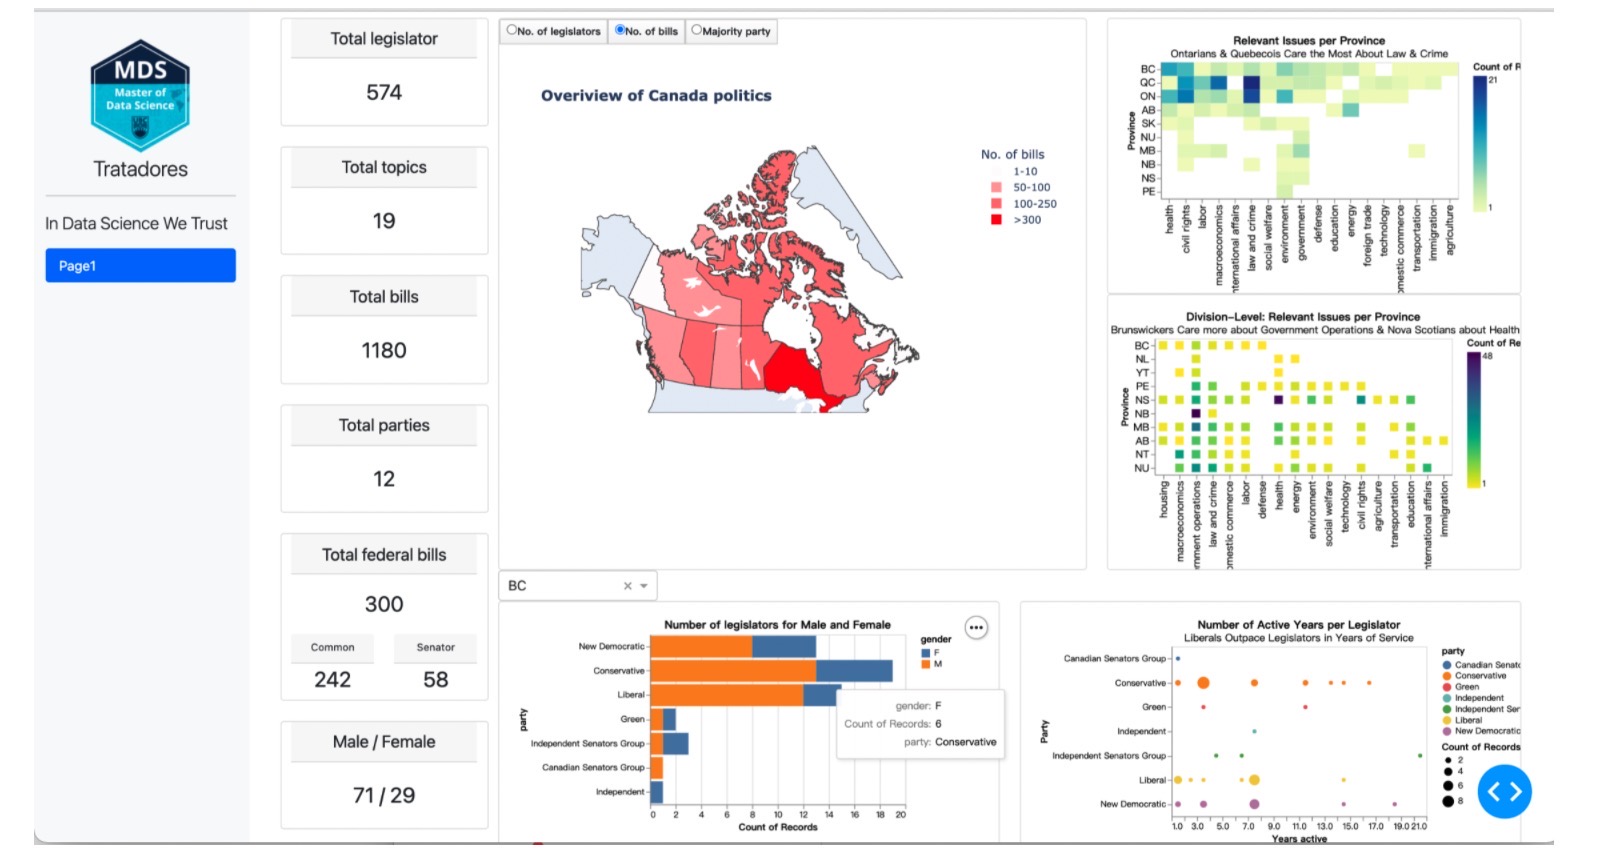 MDS
Master of
Data Science
UBC
Tratadores
In Data Science We Trust
Page1
Total legislator
574
Total topics
19
Total bills
1180
Total parties
12
Total federal bills
300
Common
Senator
242
58
Male / Female
71 / 29
No. of legislators
No. of bills
Majority party
Overiview of Canada politics
No. of bills
1-10
50-100
100-250
>300
Relevant Issues per Province
Ontarians & Quebecois Care the Most About Law & Crime
Count of R
21
1
Province
BC
QC
ON
AB
SK
NU
MB
NB
NS
PE
health
civil rights
labor
macroeconomics
nternational affairs
law and crime
social welfare
environment
government
defense
education
energy
foreign trade
technology
omestic commerce
transportation
immigration
agriculture
Division-Level: Relevant Issues per Province
Brunswickers Care more about Government Operations & Nova Scotians about Health
Count of Re
48
1
Province
BC
NL
YT
PE
NS
NB
MB
AB
NT
NU
housing
macroeconomics
rnment operations
law and crime
mestic commerce
labor
defense
health
energy
environment
social welfare
technology
civil rights
agriculture
transportation
education
nternational affairs
immigration
BC
Number of legislators for Male and Female
gender
F
M
party
New Democratic
Conservative
Liberal
Green
Independent Senators Group
Canadian Senators Group
Independent
gender: F
Count of Records: 6
party: Conservative
0 2 4 6 8 10 12 14 16 18 20
Count of Records
Number of Active Years per Legislator
Liberals Outpace Legislators in Years of Service
Party
Canadian Senators Group
Conservative
Green
Independent
Independent Senators Group
Liberal
New Democratic
1.0 3.0 5.0 7.0 9.0 11.0 13.0 15.0 17.0 19.0 21.0
Years active
party
Canadian Senato
Conservative
Green
Independent
Independent Sen
Liberal
New Democratic
Count of Records
2
4
6
8